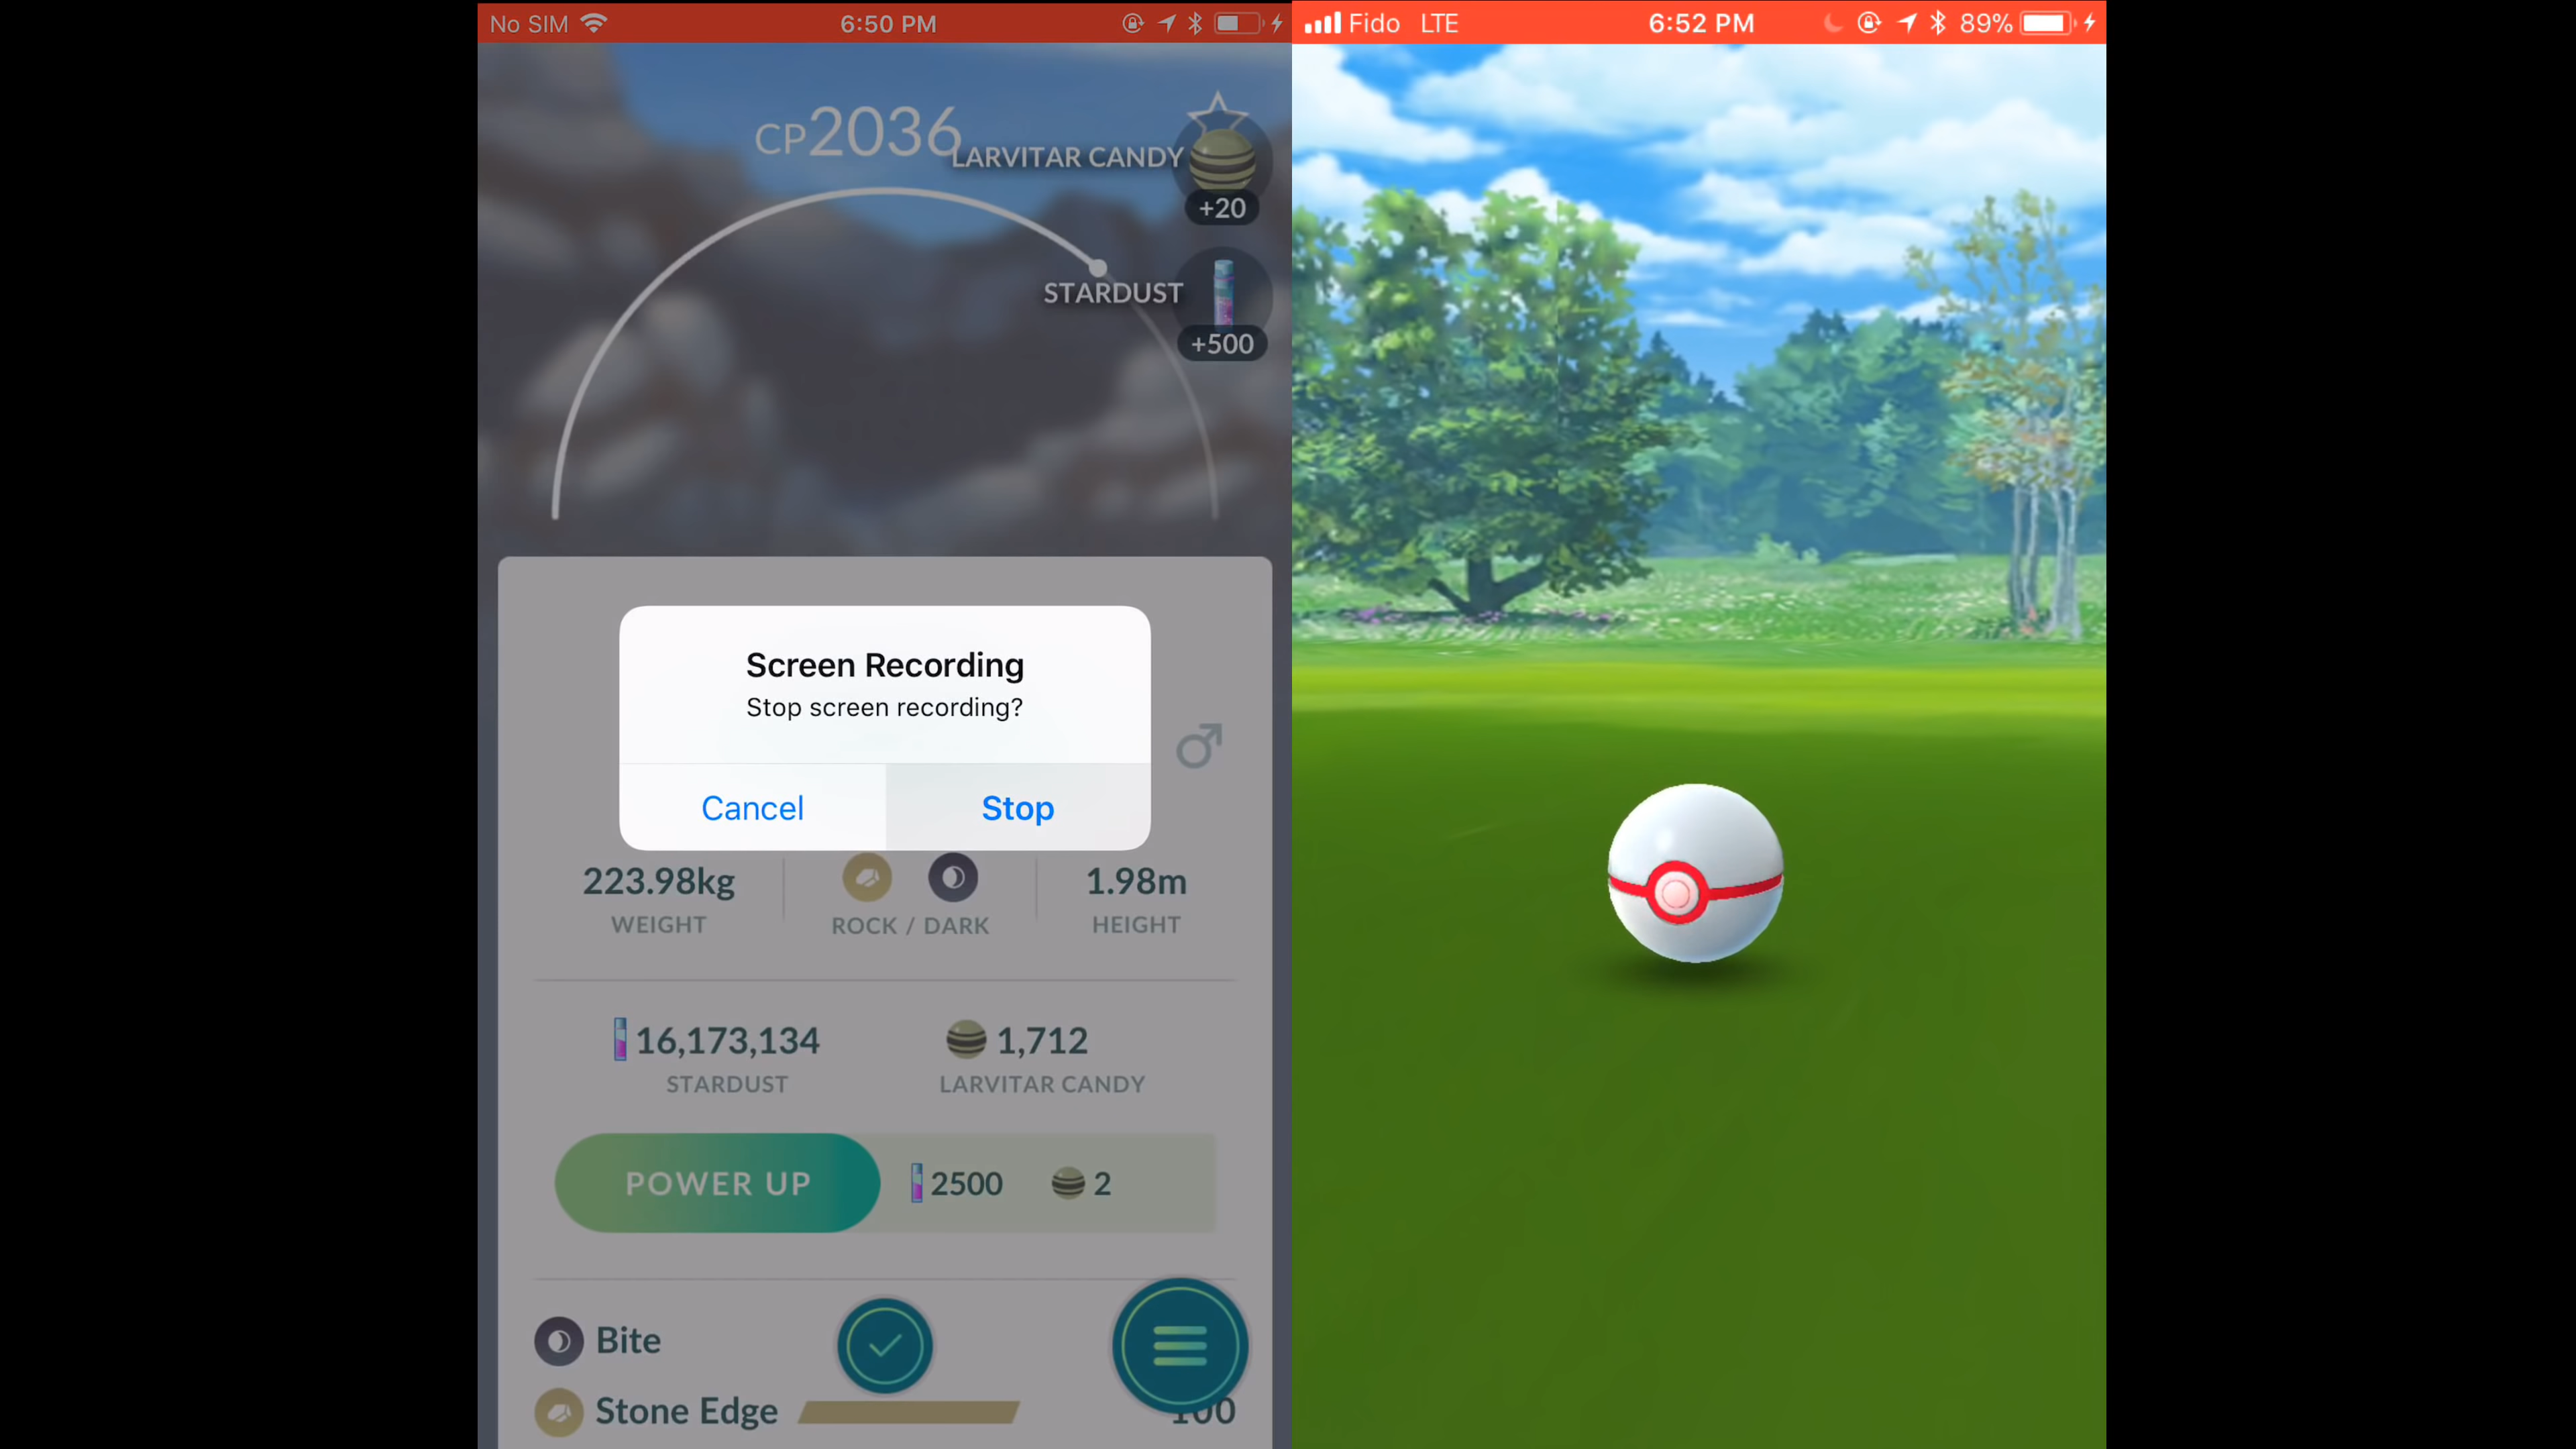 No SIM 6:50 PM
CP2036
LARVITAR CANDY
+20
STARDUST
+500
Screen Recording
Stop screen recording?
Cancel Stop
223.98kg ROCK / DARK 1.98m
WEIGHT HEIGHT
16,173,134 1,712
STARDUST LARVITAR CANDY
POWER UP 2500 2
Bite
Stone Edge 100
Fido LTE 6:52 PM 89%